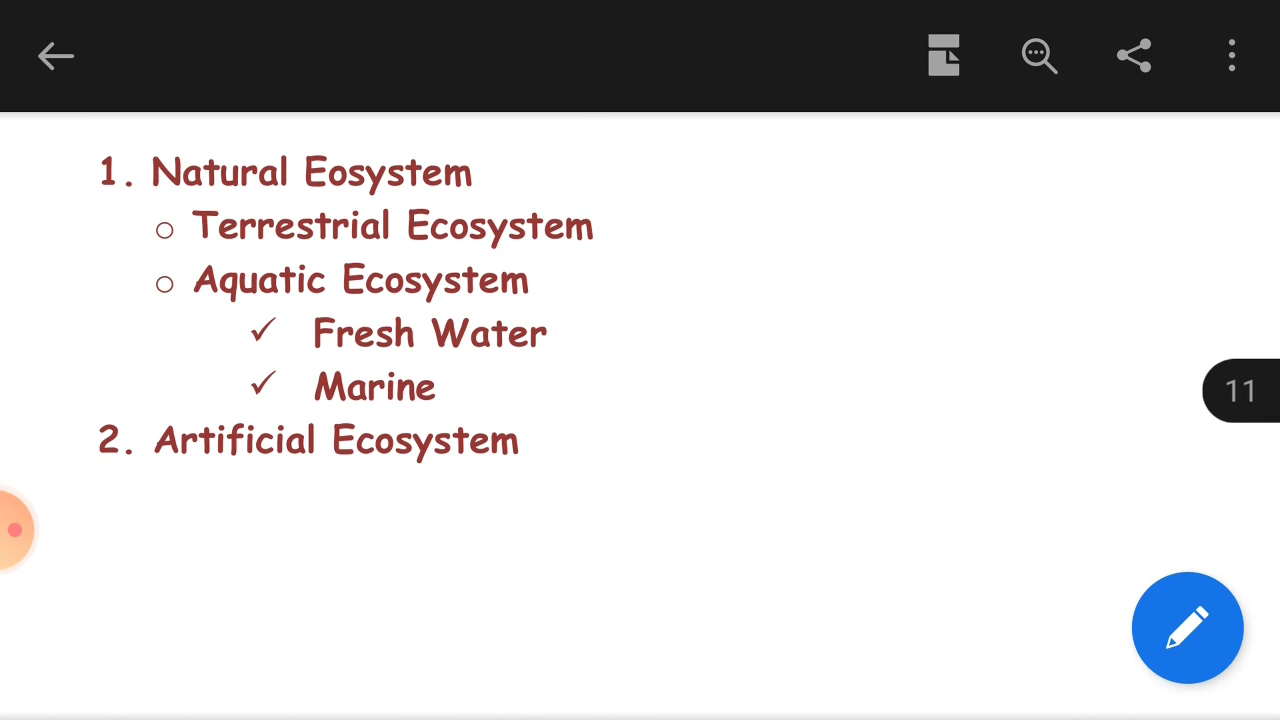 1. Natural Eosystem
o Terrestrial Ecosystem
o Aquatic Ecosystem
✓ Fresh Water
✓ Marine
11
2. Artificial Ecosystem